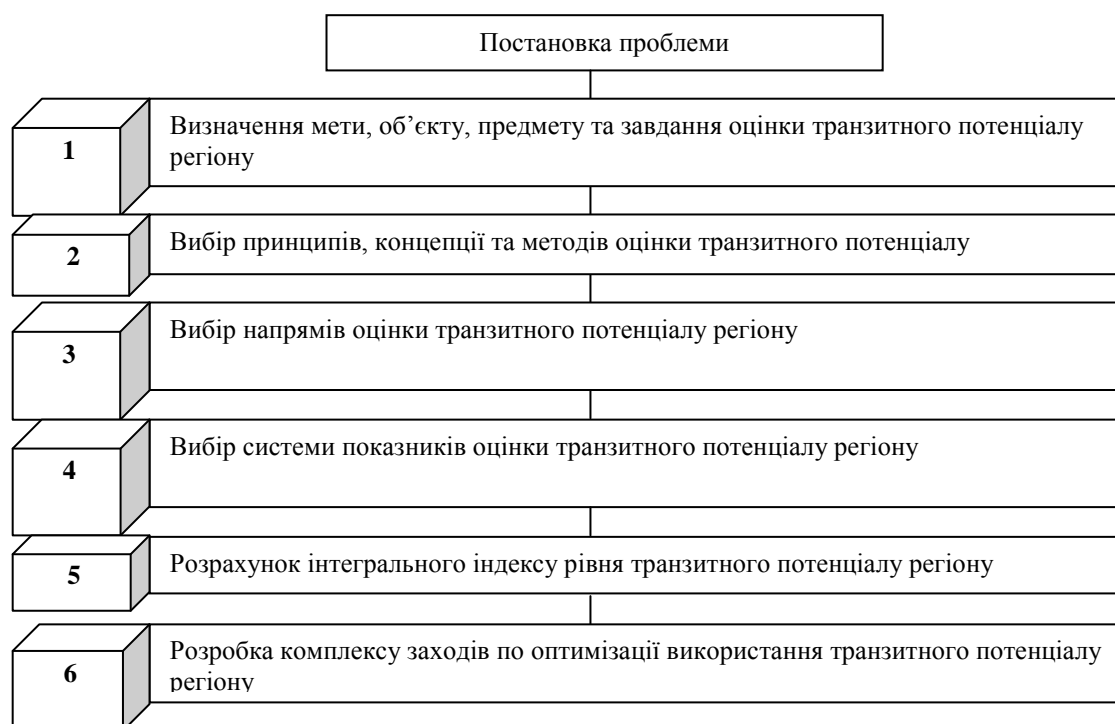 Постановка проблеми
1
Визначення мети, об’єкту, предмету та завдання оцінки транзитного потенціалу
регіону
2
Вибір принципів, концепції та методів оцінки транзитного потенціалу
3
Вибір напрямів оцінки транзитного потенціалу регіону
4
Вибір системи показників оцінки транзитного потенціалу регіону
5
Розрахунок інтегрального індексу рівня транзитного потенціалу регіону
6
Розробка комплексу заходів по оптимізації використання транзитного потенціалу
регіону